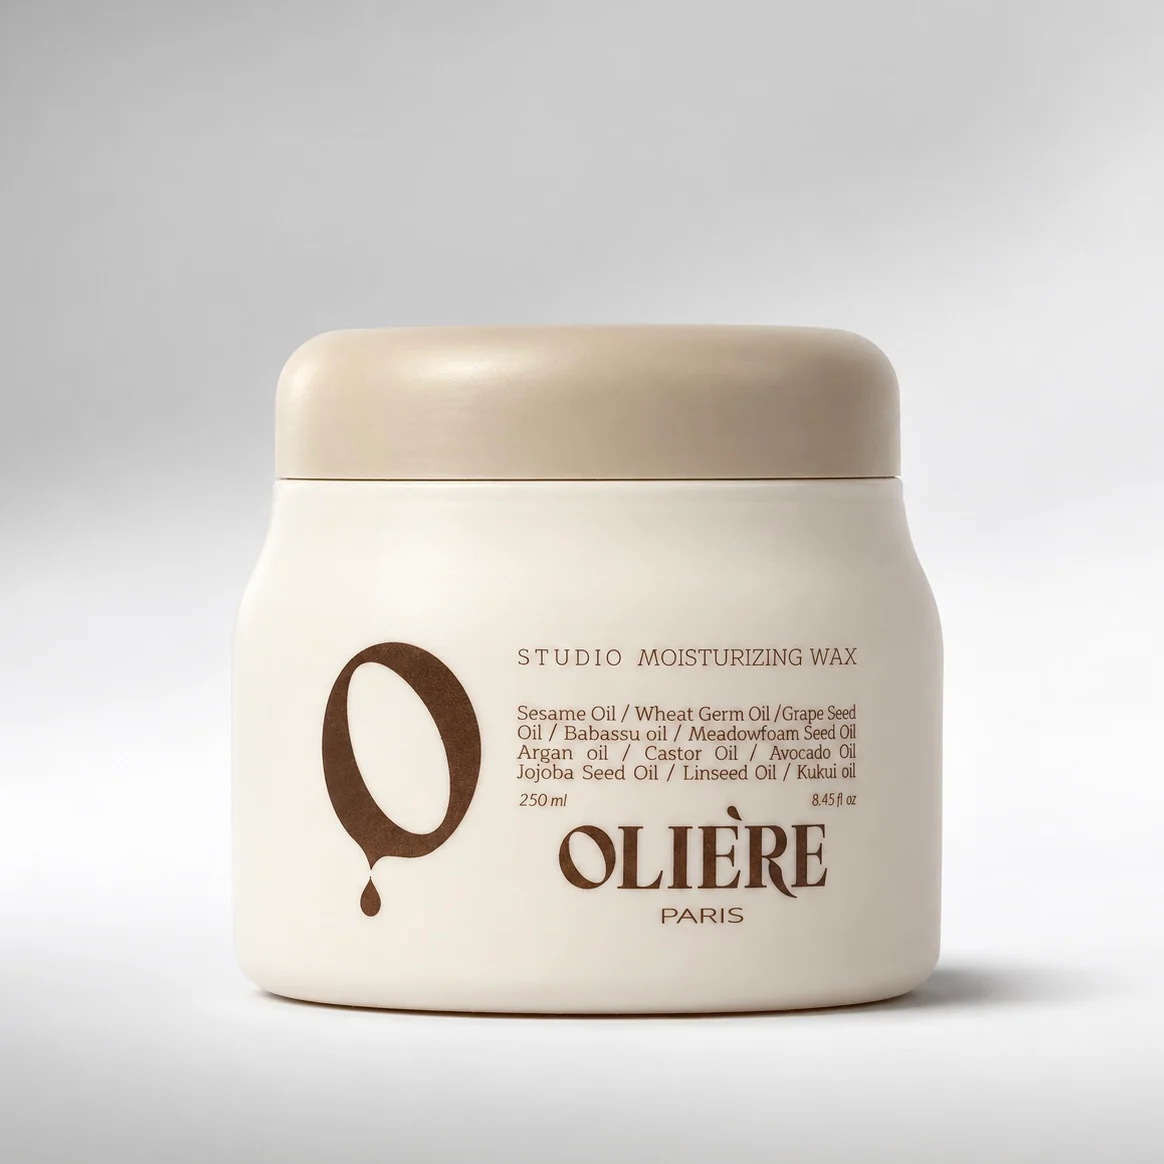 O
STUDIO MOISTURIZING WAX
Sesame Oil / Wheat Germ Oil /Grape Seed
Oil / Babassu oil / Meadowfoam Seed Oil
Argan oil / Castor Oil / Avocado Oil
Jojoba Seed Oil / Linseed Oil / Kukui oil
250 ml 8.45 fl oz
OLIÈRE
PARIS